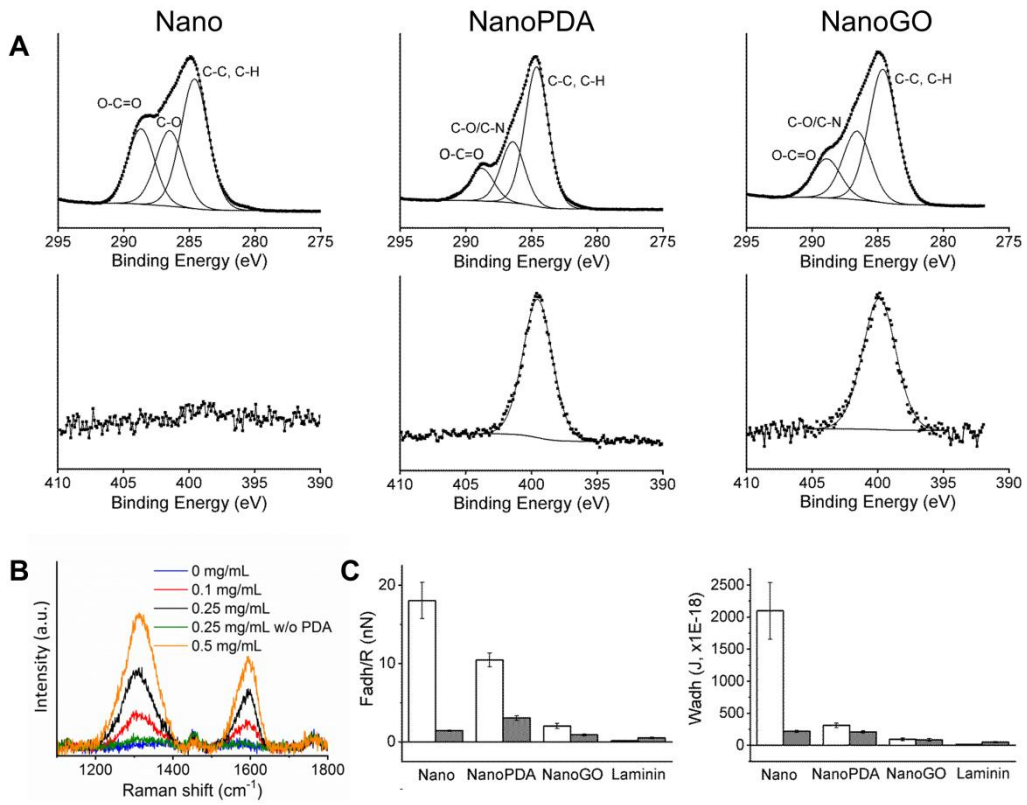 Nano NanoPDA NanoGO
A
O-C=O C-O C-C, C-H
C-O/C-N O-C=O C-C, C-H
C-O/C-N O-C=O C-C, C-H
295 290 285 280 275
Binding Energy (eV)
295 290 285 280 275
Binding Energy (eV)
295 290 285 280 275
Binding Energy (eV)
410 405 400 395 390
Binding Energy (eV)
410 405 400 395 390
Binding Energy (eV)
410 405 400 395 390
Binding Energy (eV)
B
Intensity (a.u.)
0 mg/mL
0.1 mg/mL
0.25 mg/mL
0.25 mg/mL w/o PDA
0.5 mg/mL
1200 1400 1600 1800
Raman shift (cm⁻¹)
C
Fadh/R (nN)
20
10
0
Nano NanoPDA NanoGO Laminin
Wadh (J, x1E-18)
2500
2000
1500
1000
500
250
0
Nano NanoPDA NanoGO Laminin